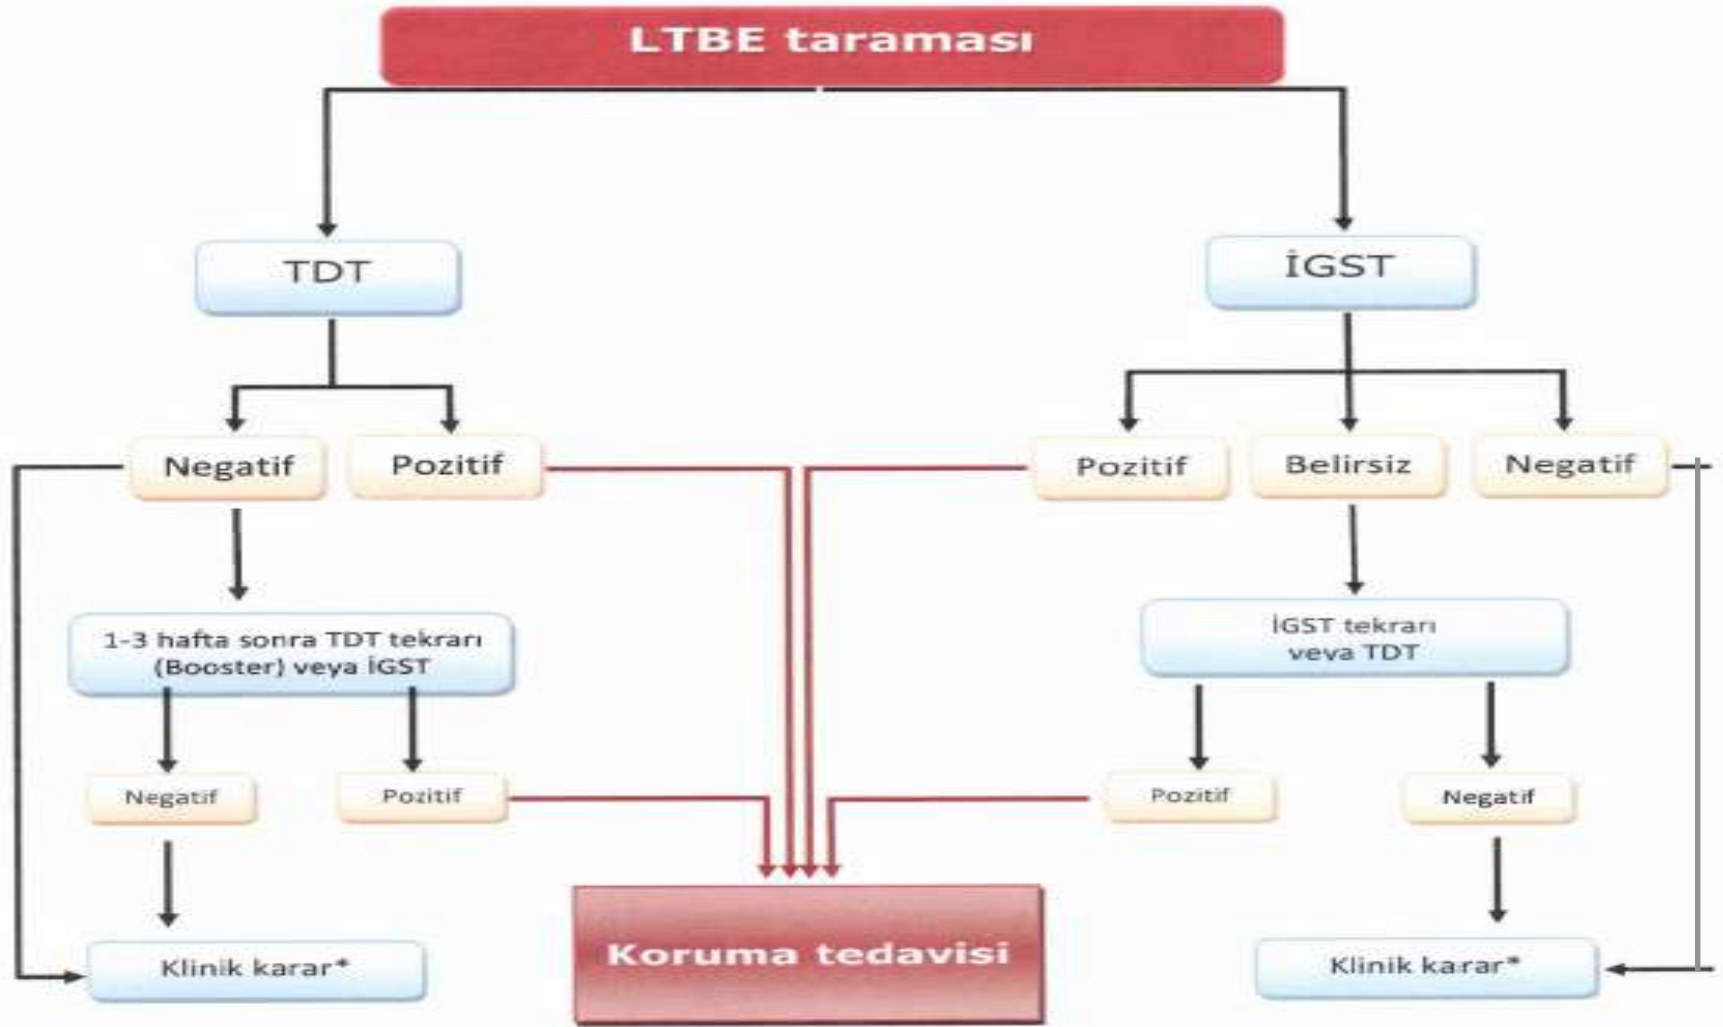 LTBE taraması
TDT
İGST
Negatif
Pozitif
Pozitif
Belirsiz
Negatif
1-3 hafta sonra TDT tekrarı
(Booster) veya İGST
İGST tekrarı
veya TDT
Negatif
Pozitif
Pozitif
Negatif
Klinik karar*
Koruma tedavisi
Klinik karar*